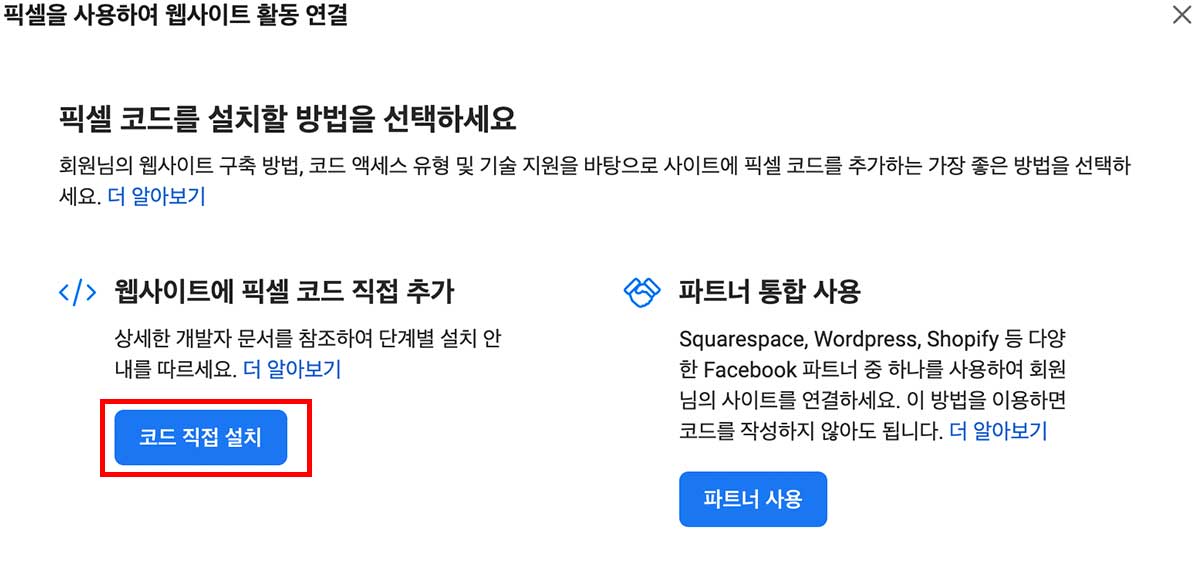 픽셀을 사용하여 웹사이트 활동 연결
픽셀 코드를 설치할 방법을 선택하세요
회원님의 웹사이트 구축 방법, 코드 액세스 유형 및 기술 지원을 바탕으로 사이트에 픽셀 코드를 추가하는 가장 좋은 방법을 선택하
세요. 더 알아보기
웹사이트에 픽셀 코드 직접 추가
상세한 개발자 문서를 참조하여 단계별 설치 안
내를 따르세요. 더 알아보기
코드 직접 설치
파트너 통합 사용
Squarespace, Wordpress, Shopify 등 다양
한 Facebook 파트너 중 하나를 사용하여 회원
님의 사이트를 연결하세요. 이 방법을 이용하면
코드를 작성하지 않아도 됩니다. 더 알아보기
파트너 사용